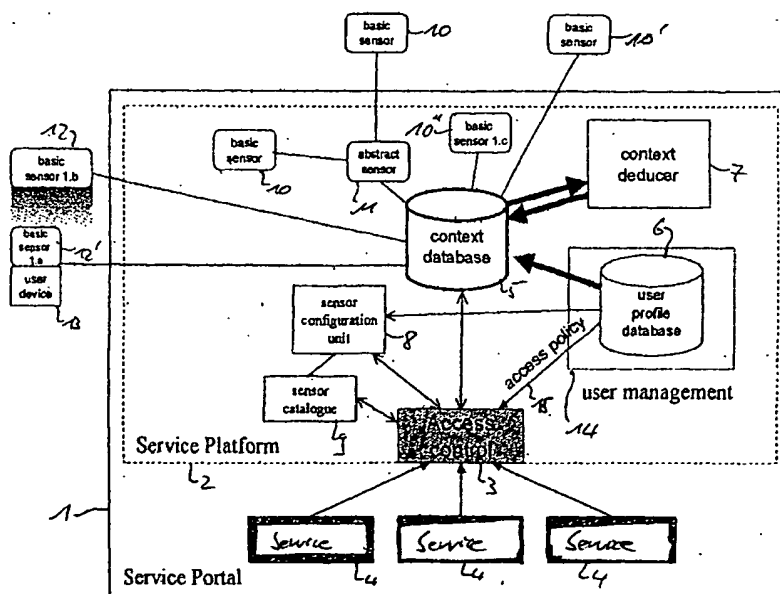 basic
sensor
10
basic
sensor
10'
12
basic
sensor 1.b
basic
sensor
10
abstract
sensor
11
10"
basic
sensor 1.c
context
deducer
7
basic
sensor
1.a
12'
user
device
13
context
database
5
6
user
profile
database
sensor
configuration
unit
8
access policy
15
user management
14
sensor
catalogue
9
Access
control
3
Service Platform
2
1
Service
4
Service
4
Service
4
Service Portal